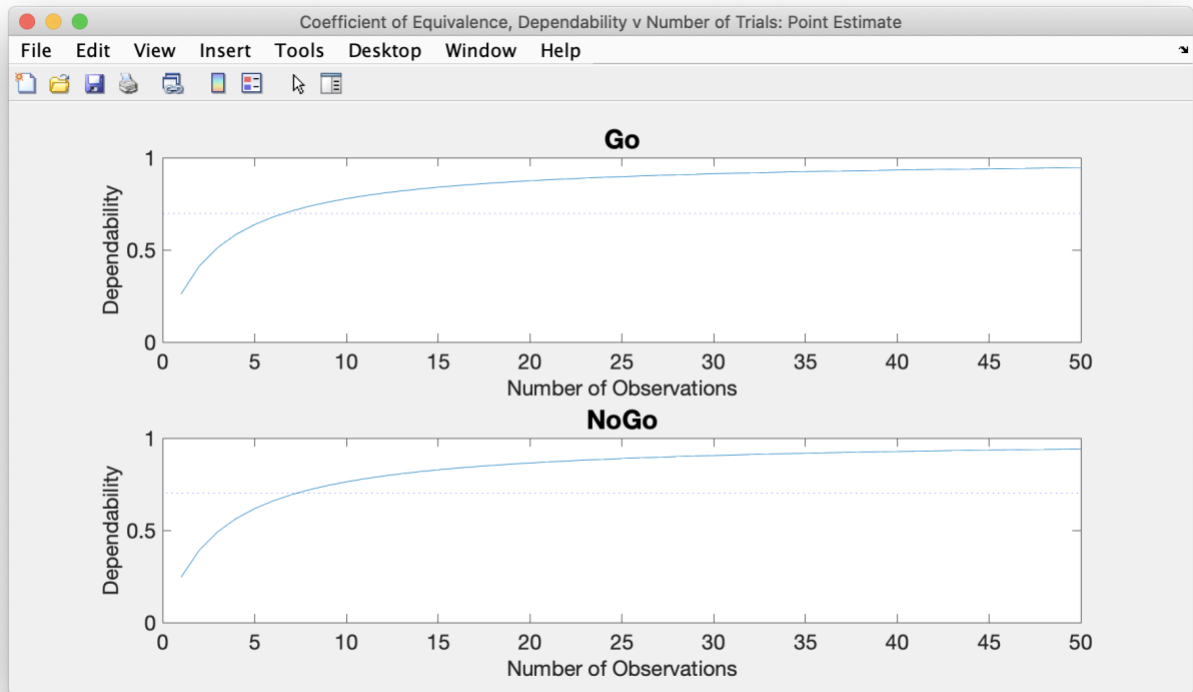 Coefficient of Equivalence, Dependability v Number of Trials: Point Estimate
File Edit View Insert Tools Desktop Window Help
Go
1
0.5
0
Dependability
0 5 10 15 20 25 30 35 40 45 50
Number of Observations
NoGo
1
0.5
0
Dependability
0 5 10 15 20 25 30 35 40 45 50
Number of Observations